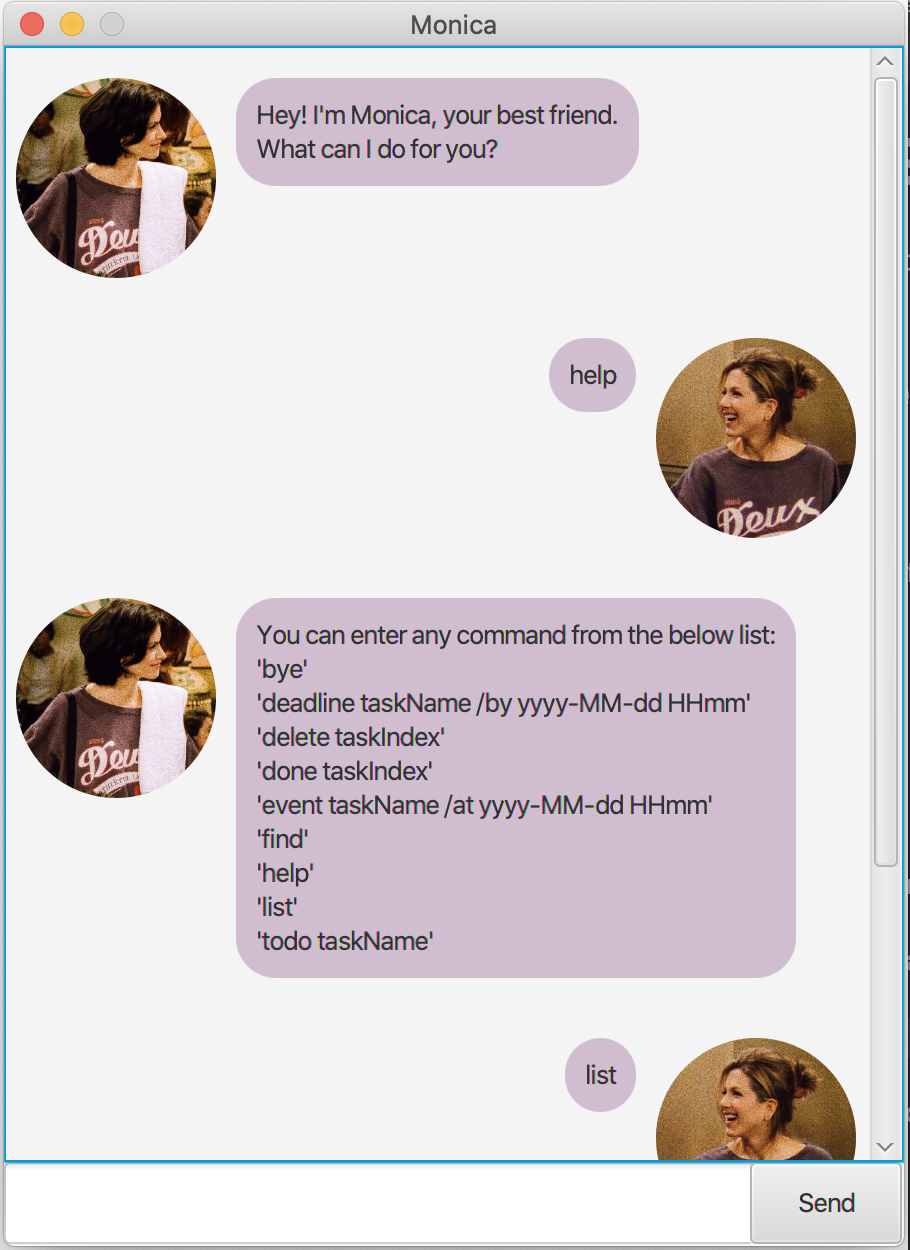 Monica
Hey! I'm Monica, your best friend.
What can I do for you?
Deux
help
Deux
You can enter any command from the below list:
'bye'
'deadline taskName /by yyyy-MM-dd HHmm'
'delete taskIndex'
'done taskIndex'
'event taskName /at yyyy-MM-dd HHmm'
'find'
'help'
'list'
'todo taskName'
list
Send